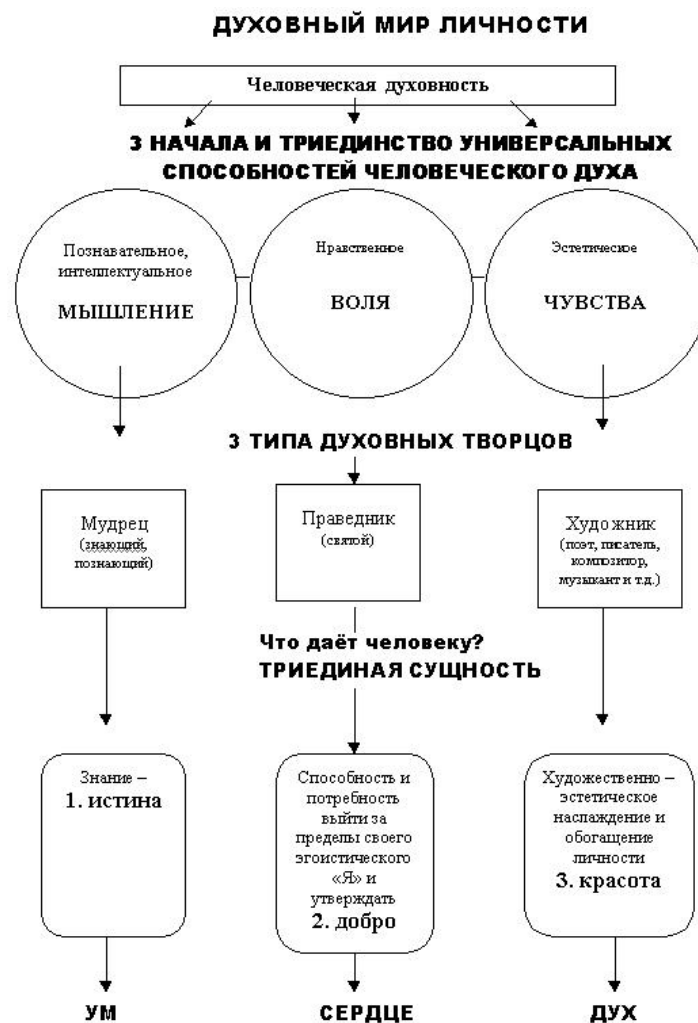 ДУХОВНЫЙ МИР ЛИЧНОСТИ
Человеческая духовность
3 НАЧАЛА И ТРИЕДИНСТВО УНИВЕРСАЛЬНЫХ
СПОСОБНОСТЕЙ ЧЕЛОВЕЧЕСКОГО ДУХА
Познавательное,
интеллектуальное
МЫШЛЕНИЕ
Нравственное
ВОЛЯ
Эстетическое
ЧУВСТВА
3 ТИПА ДУХОВНЫХ ТВОРЦОВ
Мудрец
(знающий,
познающий)
Праведник
(святой)
Художник
(поэт, писатель,
композитор,
музыкант и т.д.)
Что даёт человеку?
ТРИЕДИНАЯ СУЩНОСТЬ
Знание –
1. истина
Способность и
потребность
выйти за
пределы своего
эгоистического
«Я» и
утверждать
2. добро
Художественно –
эстетическое
наслаждение и
обогащение
личности
3. красота
УМ
СЕРДЦЕ
ДУХ